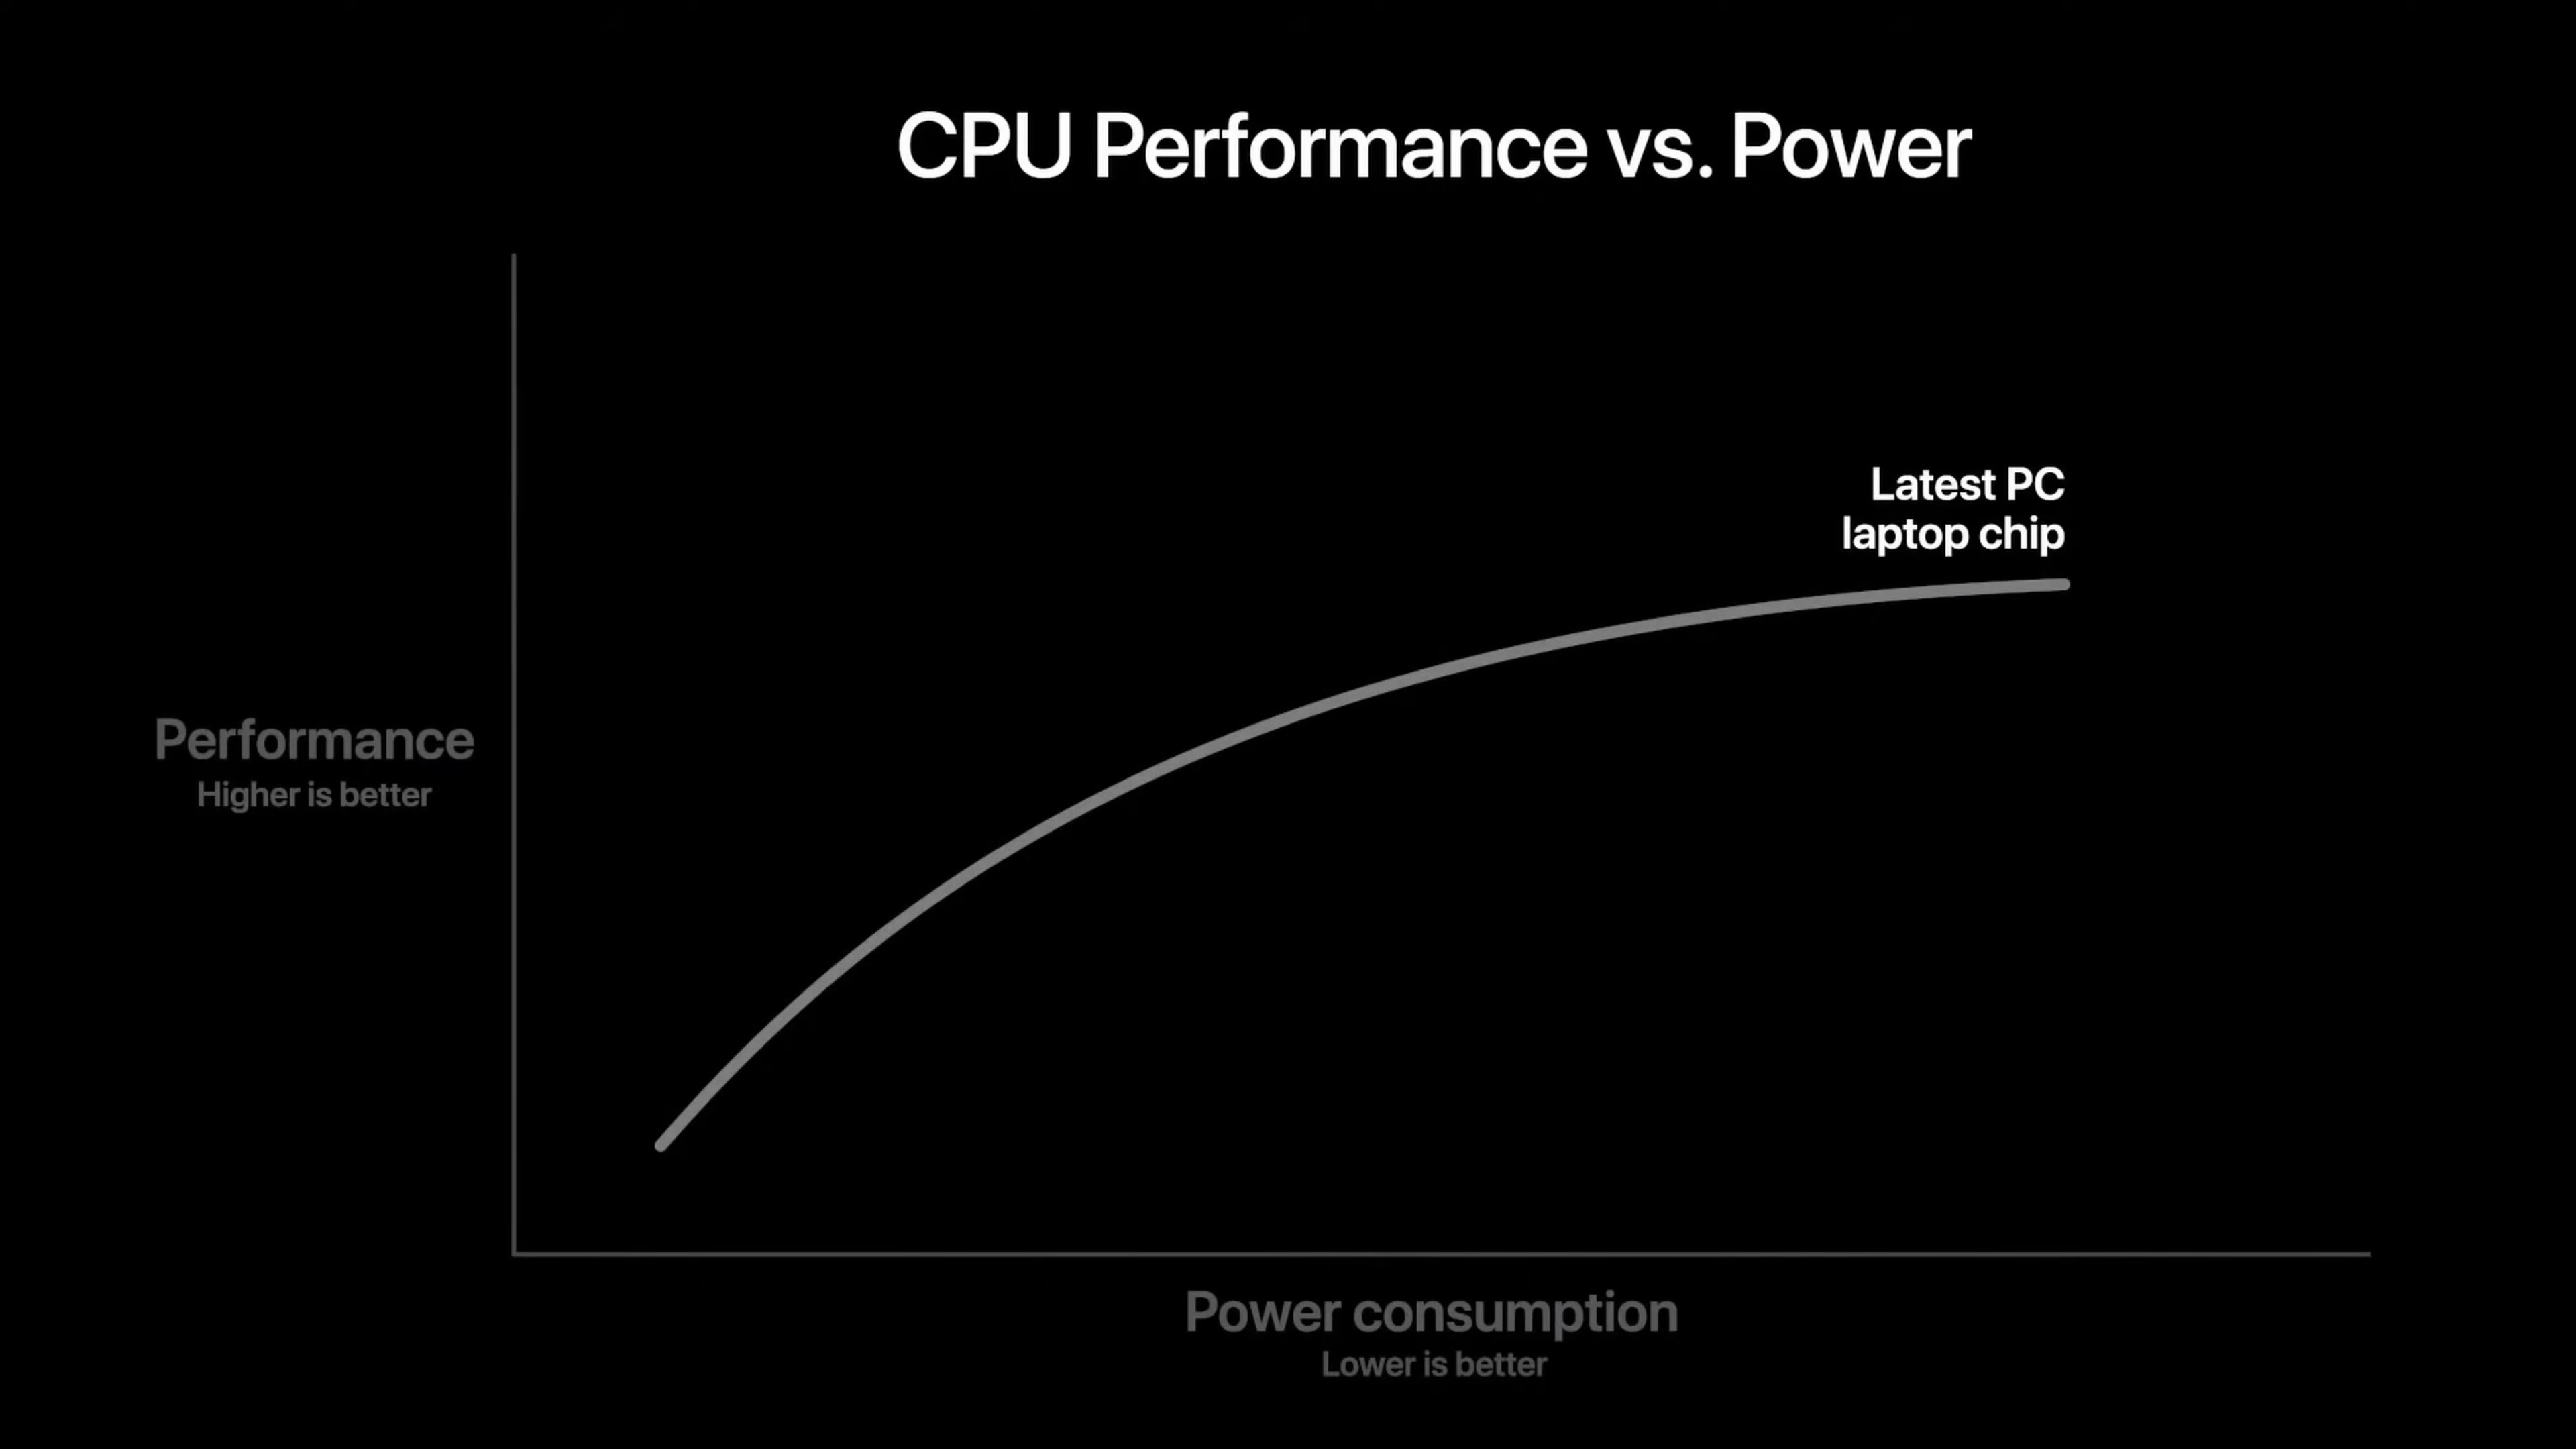 CPU Performance vs. Power
Latest PC
laptop chip
Performance
Higher is better
Power consumption
Lower is better